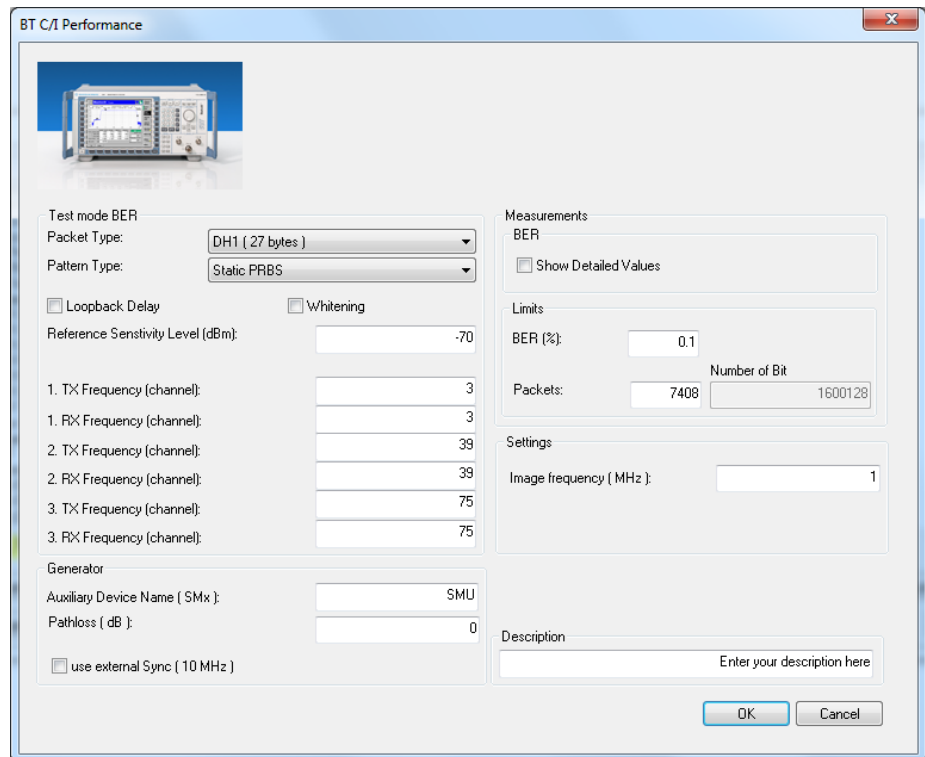 BT C/I Performance
Test mode BER
Packet Type: DH1 ( 27 bytes )
Pattern Type: Static PRBS
Loopback Delay Whitening
Reference Senstivity Level (dBm): -70
1. TX Frequency (channel): 3
1. RX Frequency (channel): 3
2. TX Frequency (channel): 39
2. RX Frequency (channel): 39
3. TX Frequency (channel): 75
3. RX Frequency (channel): 75
Generator
Auxiliary Device Name ( SMx ): SMU
Pathloss ( dB ): 0
use external Sync ( 10 MHz )
Measurements
BER
Show Detailed Values
Limits
BER (%): 0.1
Number of Bit
Packets: 7408 1600128
Settings
Image frequency ( MHz ): 1
Description
Enter your description here
OK Cancel